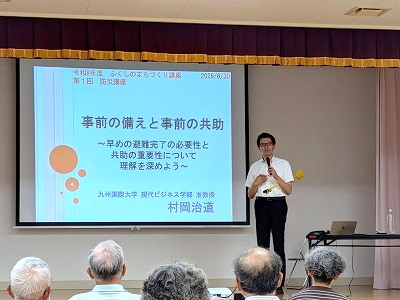 令和8年度 ふくしのまちづくり講座 2026/6/30
第1回 防災講座
事前の備えと事前の共助
～早めの避難完了の必要性と
共助の重要性について
理解を深めよう～
九州国際大学 現代ビジネス学部 准教授
村岡治道